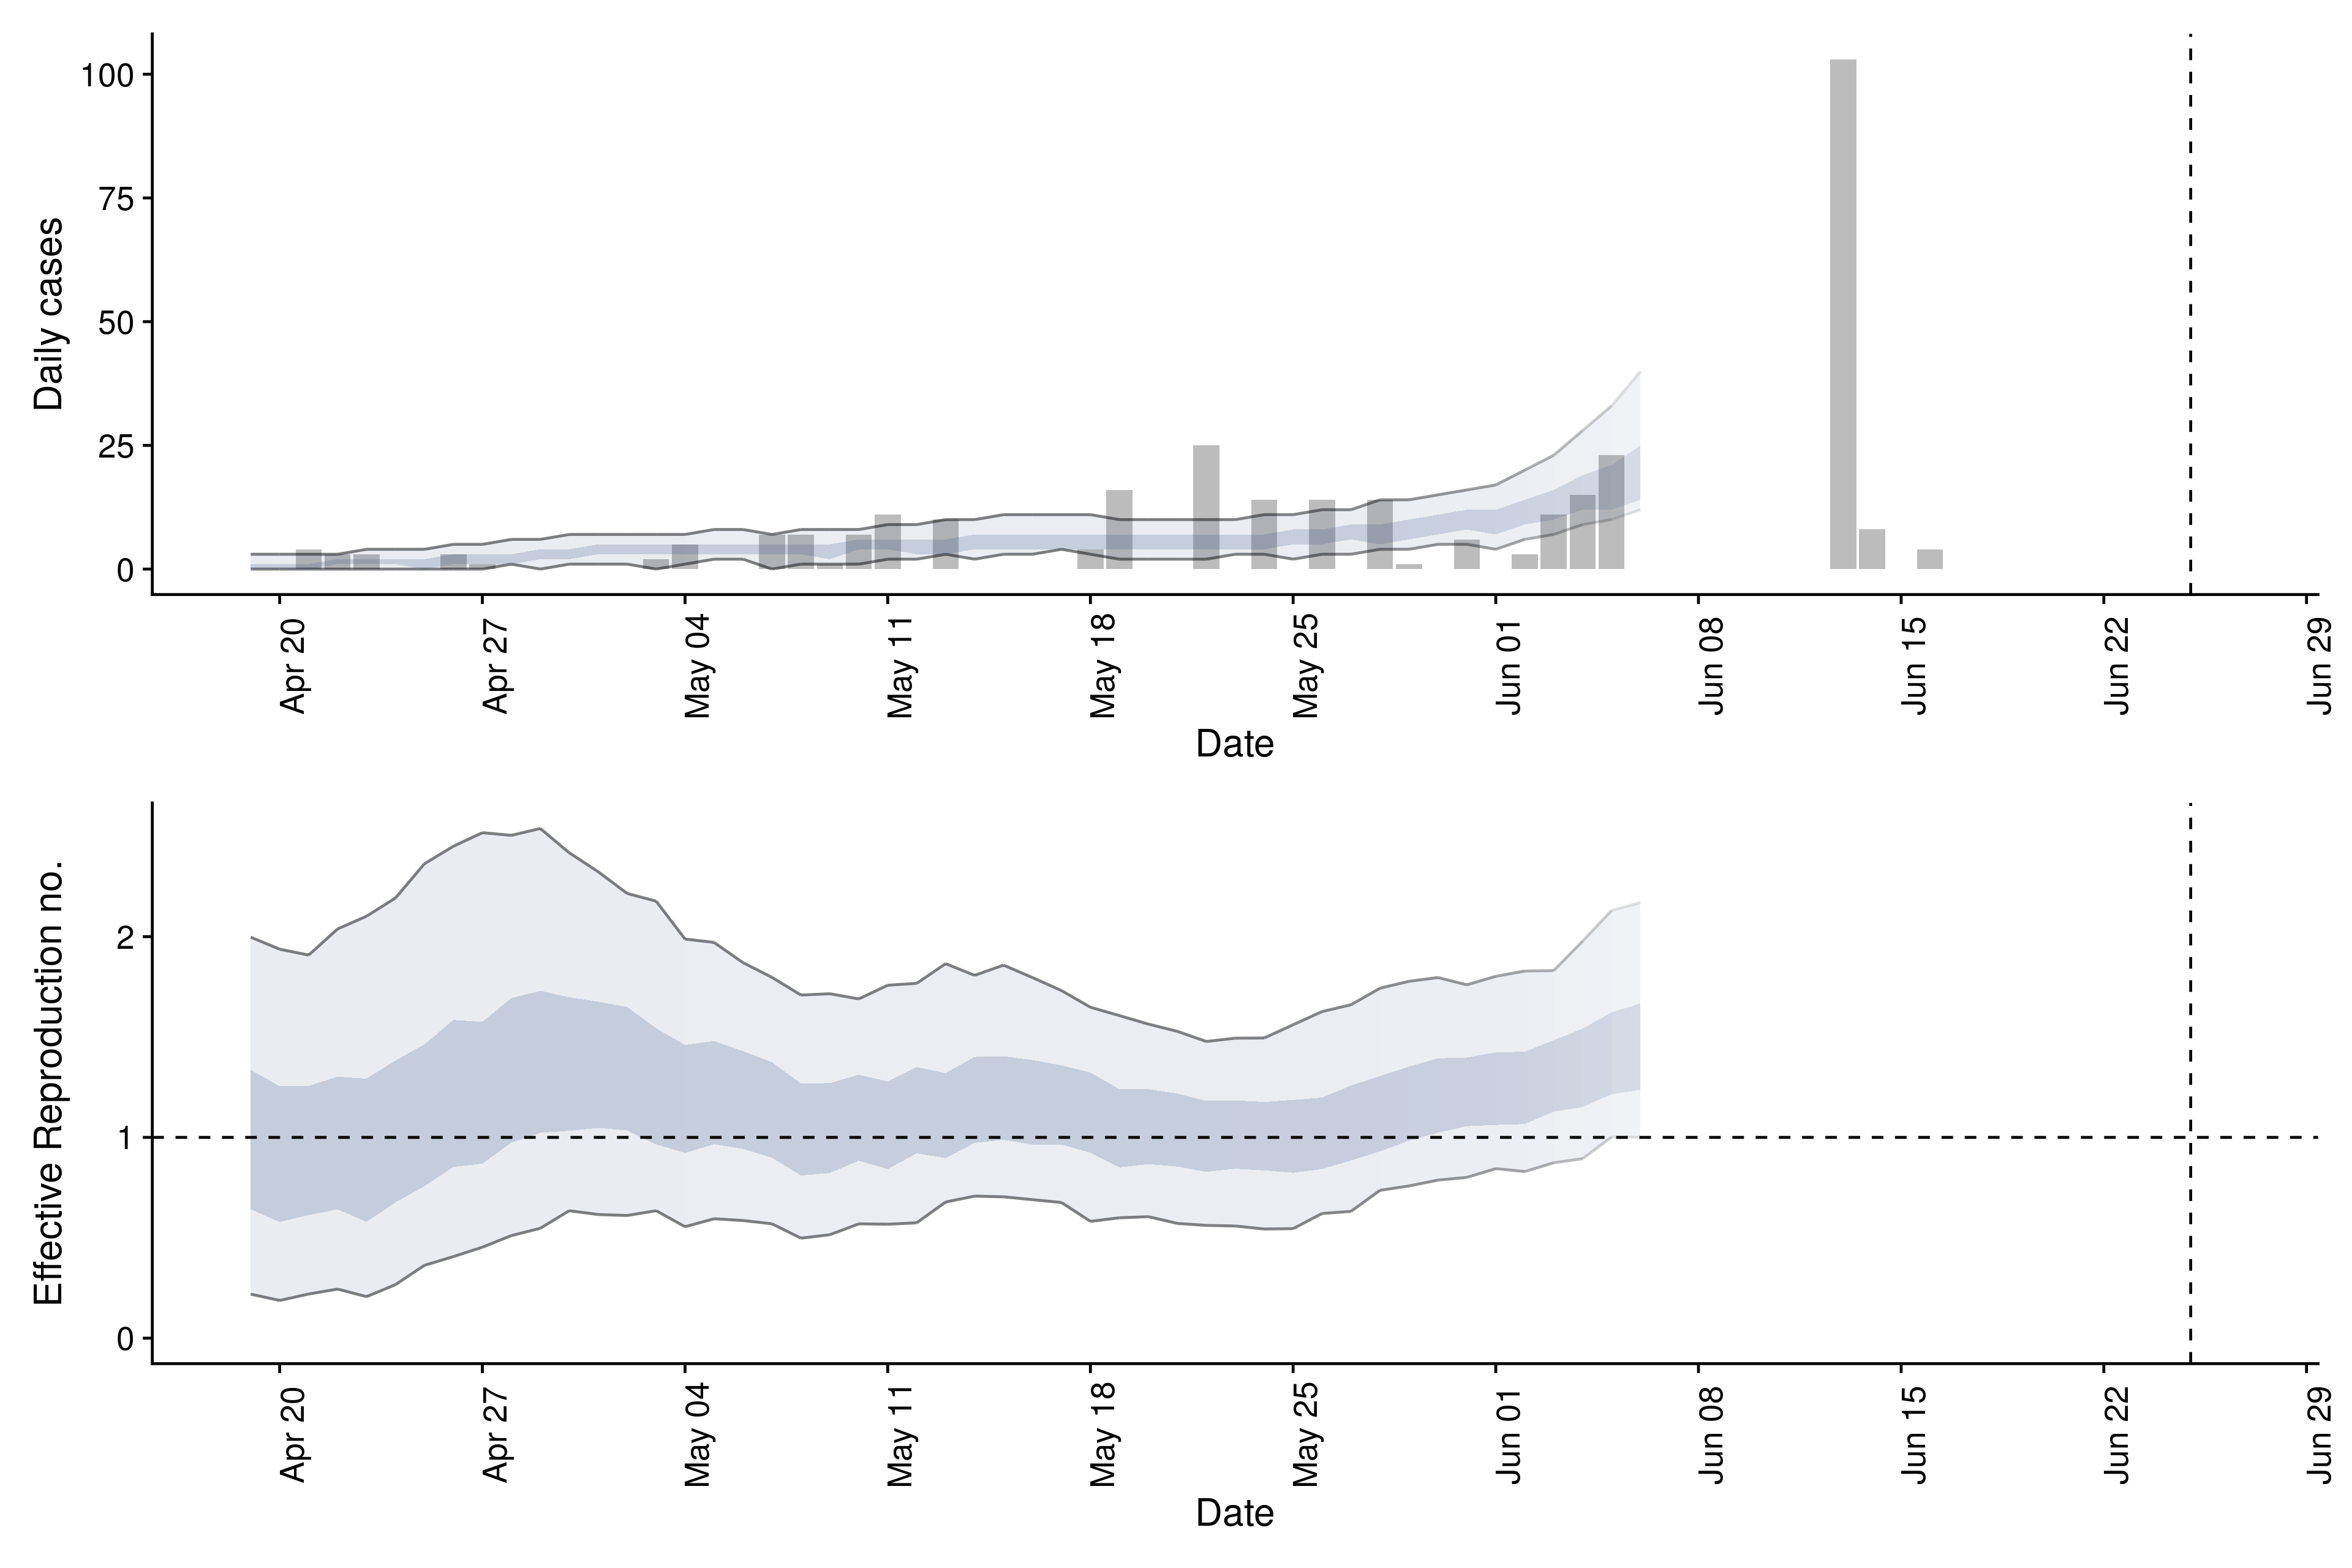 Daily cases
100
75
50
25
0
Apr 20
Apr 27
May 04
May 11
May 18
May 25
Jun 01
Jun 08
Jun 15
Jun 22
Jun 29
Date
Effective Reproduction no.
2
1
0
Apr 20
Apr 27
May 04
May 11
May 18
May 25
Jun 01
Jun 08
Jun 15
Jun 22
Jun 29
Date